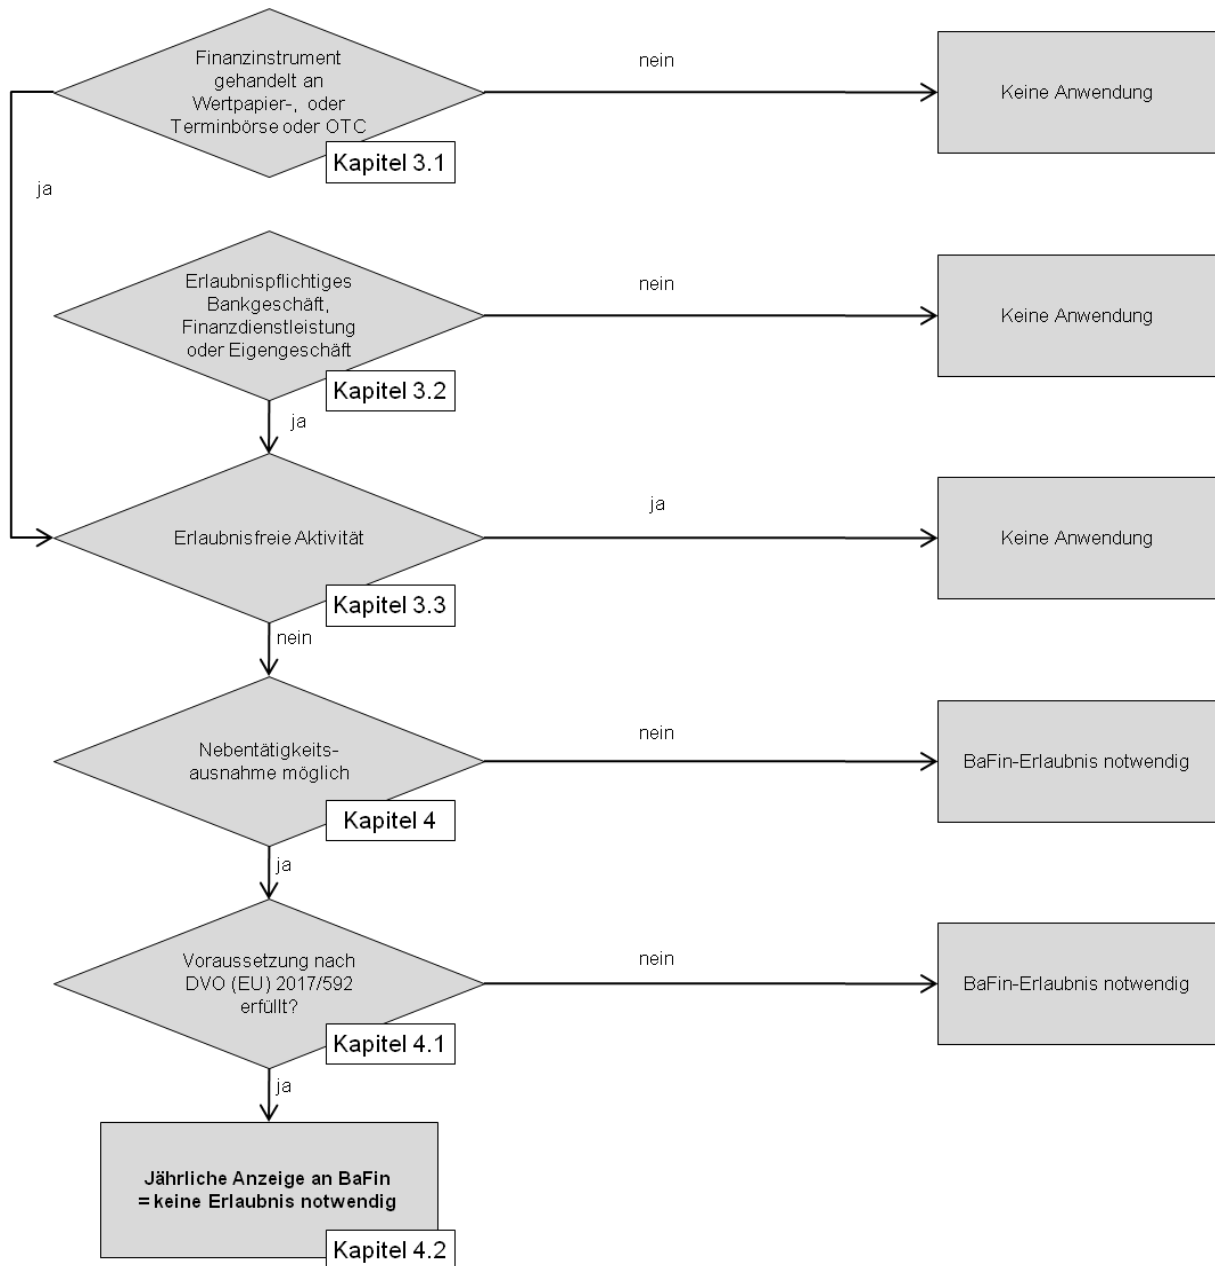 Finanzinstrument
gehandelt an
Wertpapier-, oder
Terminbörse oder OTC
Kapitel 3.1
nein
Keine Anwendung
ja
Erlaubnispflichtiges
Bankgeschäft,
Finanzdienstleistung
oder Eigengeschäft
Kapitel 3.2
nein
Keine Anwendung
ja
Erlaubnisfreie Aktivität
Kapitel 3.3
ja
Keine Anwendung
nein
Nebentätigkeits-
ausnahme möglich
Kapitel 4
nein
BaFin-Erlaubnis notwendig
ja
Voraussetzung nach
DVO (EU) 2017/592
erfüllt?
Kapitel 4.1
nein
BaFin-Erlaubnis notwendig
ja
Jährliche Anzeige an BaFin
= keine Erlaubnis notwendig
Kapitel 4.2